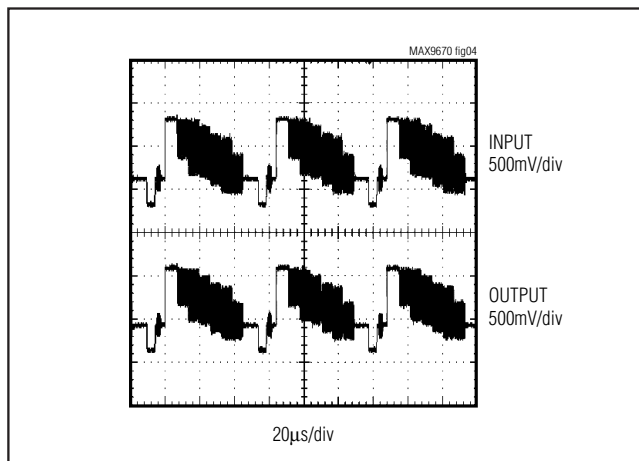 MAX9670 fig04
INPUT
500mV/div
OUTPUT
500mV/div
20μs/div